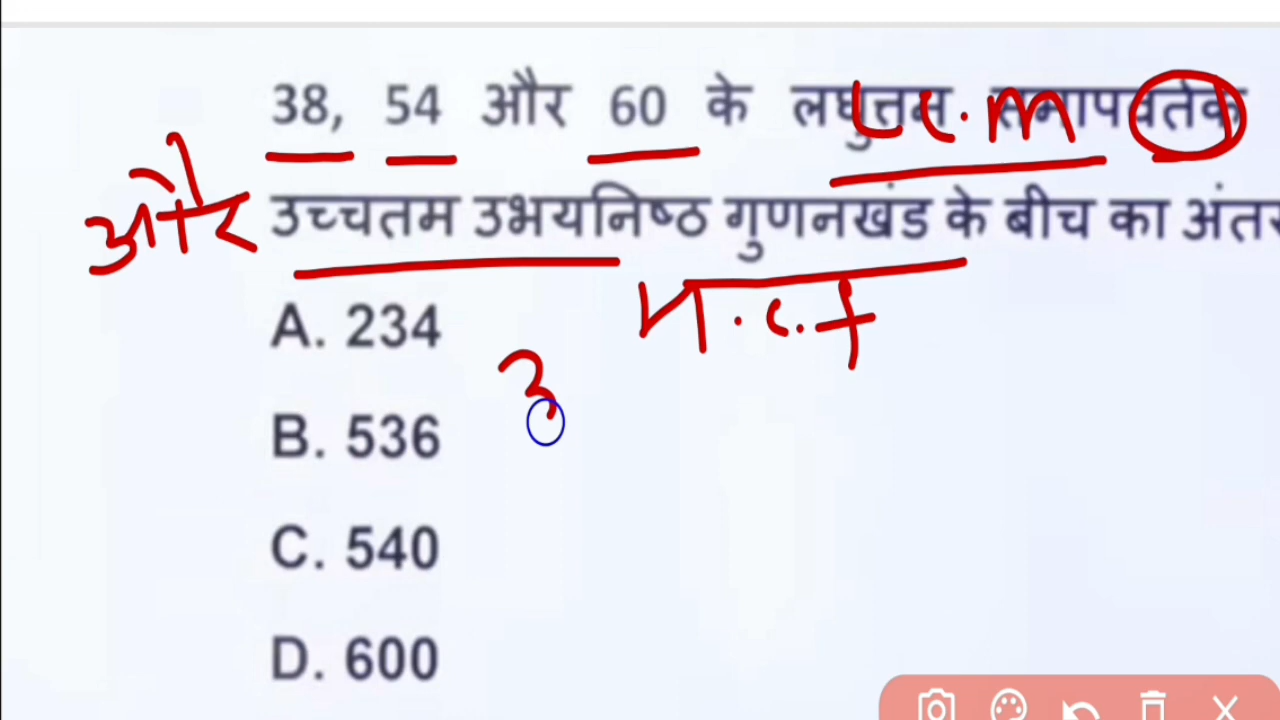 38, 54 और 60 के लघुत्तम समापवर्तक
L.C.M
और
उच्चतम उभयनिष्ठ गुणनखंड के बीच का अंतर
H.C.f
A. 234
3
B. 536
C. 540
D. 600